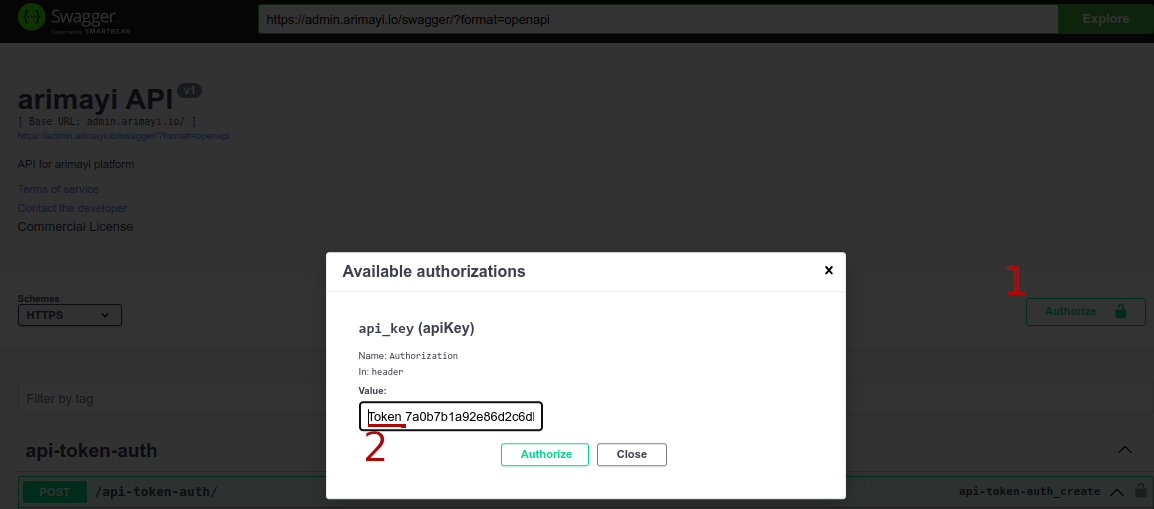 Swagger.
Supported by SMARTBEAR
https://admin.arimayi.io/swagger/?format=openapi
Explore
arimayi API v1
[ Base URL: admin.arimayi.io/ ]
https://admin.arimayi.io/swagger/?format=openapi
API for arimayi platform
Terms of service
Contact the developer
Commercial License
Schemes
HTTPS
1
Authorize
Available authorizations
×
api_key (apiKey)
Name: Authorization
In: header
Value:
Token 7a0b7b1a92e86d2c6d
2
Authorize
Close
Filter by tag
api-token-auth
POST /api-token-auth/
api-token-auth_create